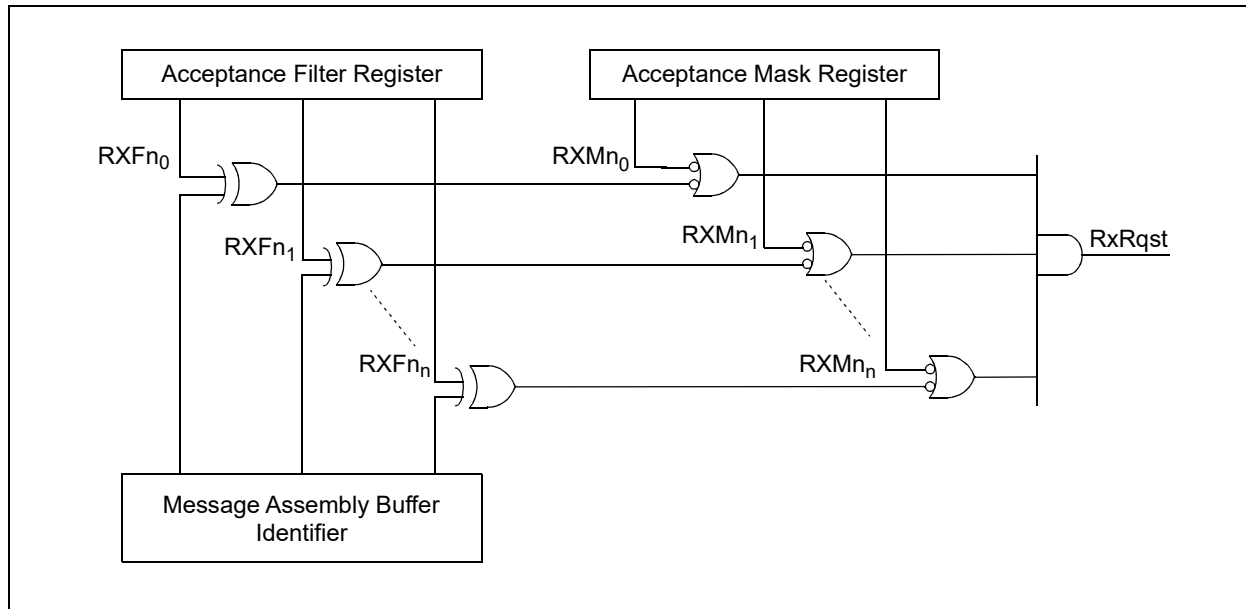 Acceptance Filter Register
Acceptance Mask Register
RXFn₀
RXMn₀
RXFn₁
RXMn₁
RxRqst
RXFnₙ
RXMnₙ
Message Assembly Buffer
Identifier